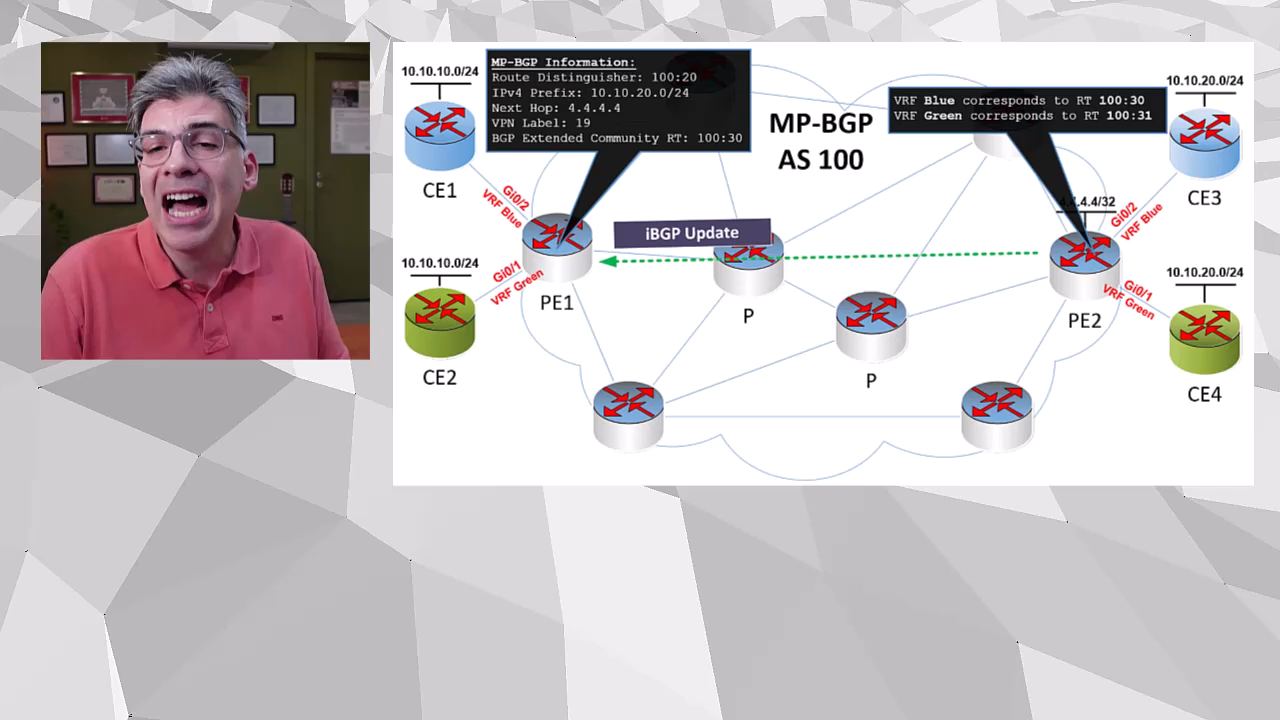 MP-BGP Information:
Route Distinguisher: 100:20
IPv4 Prefix: 10.10.20.0/24
Next Hop: 4.4.4.4
VPN Label: 19
BGP Extended Community RT: 100:30
10.10.10.0/24
CE1
Gi0/2
VRF Blue
MP-BGP
AS 100
VRF Blue corresponds to RT 100:30
VRF Green corresponds to RT 100:31
10.10.20.0/24
CE3
Gi0/2
VRF Blue
iBGP Update
10.10.10.0/24
CE2
Gi0/1
VRF Green
PE1
P
P
PE2
Gi0/1
VRF Green
10.10.20.0/24
CE4